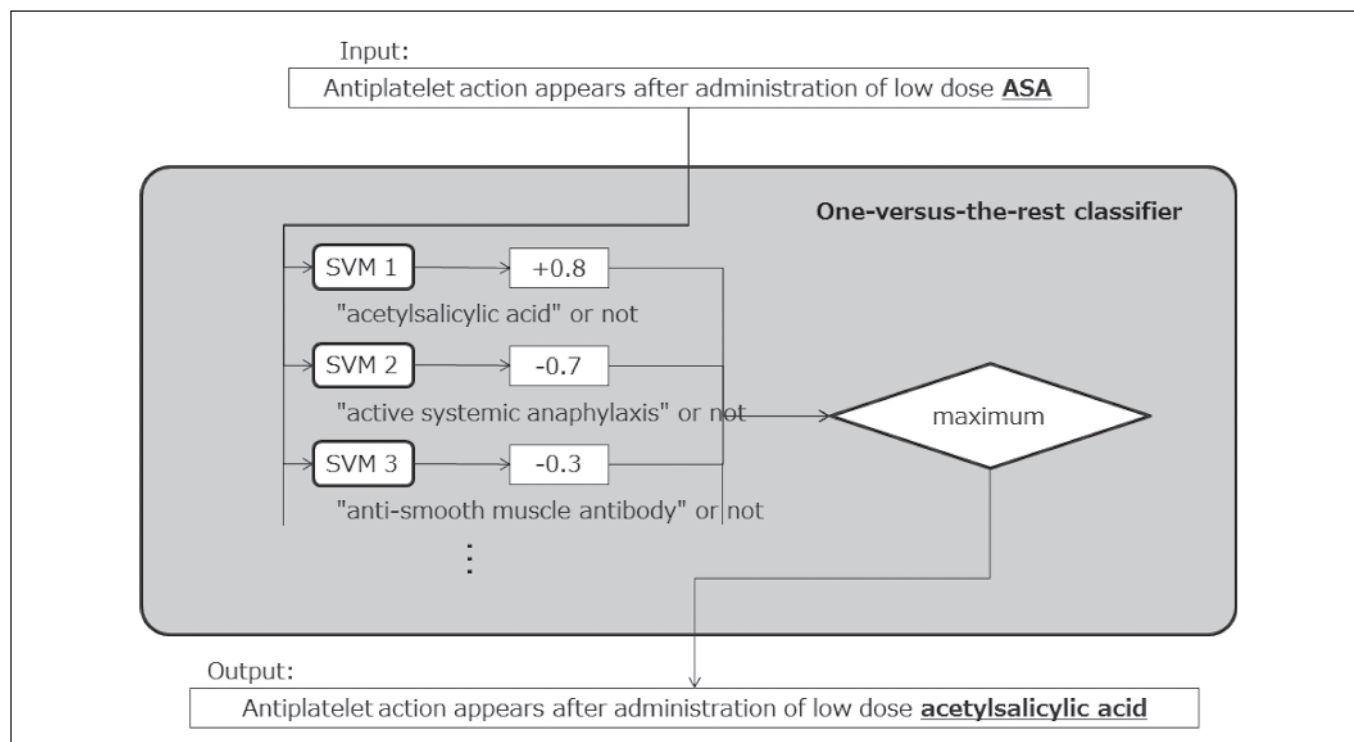 Input:
Antiplatelet action appears after administration of low dose ASA
One-versus-the-rest classifier
SVM 1
+0.8
"acetylsalicylic acid" or not
SVM 2
-0.7
"active systemic anaphylaxis" or not
maximum
SVM 3
-0.3
"anti-smooth muscle antibody" or not
⋮
Output:
Antiplatelet action appears after administration of low dose acetylsalicylic acid